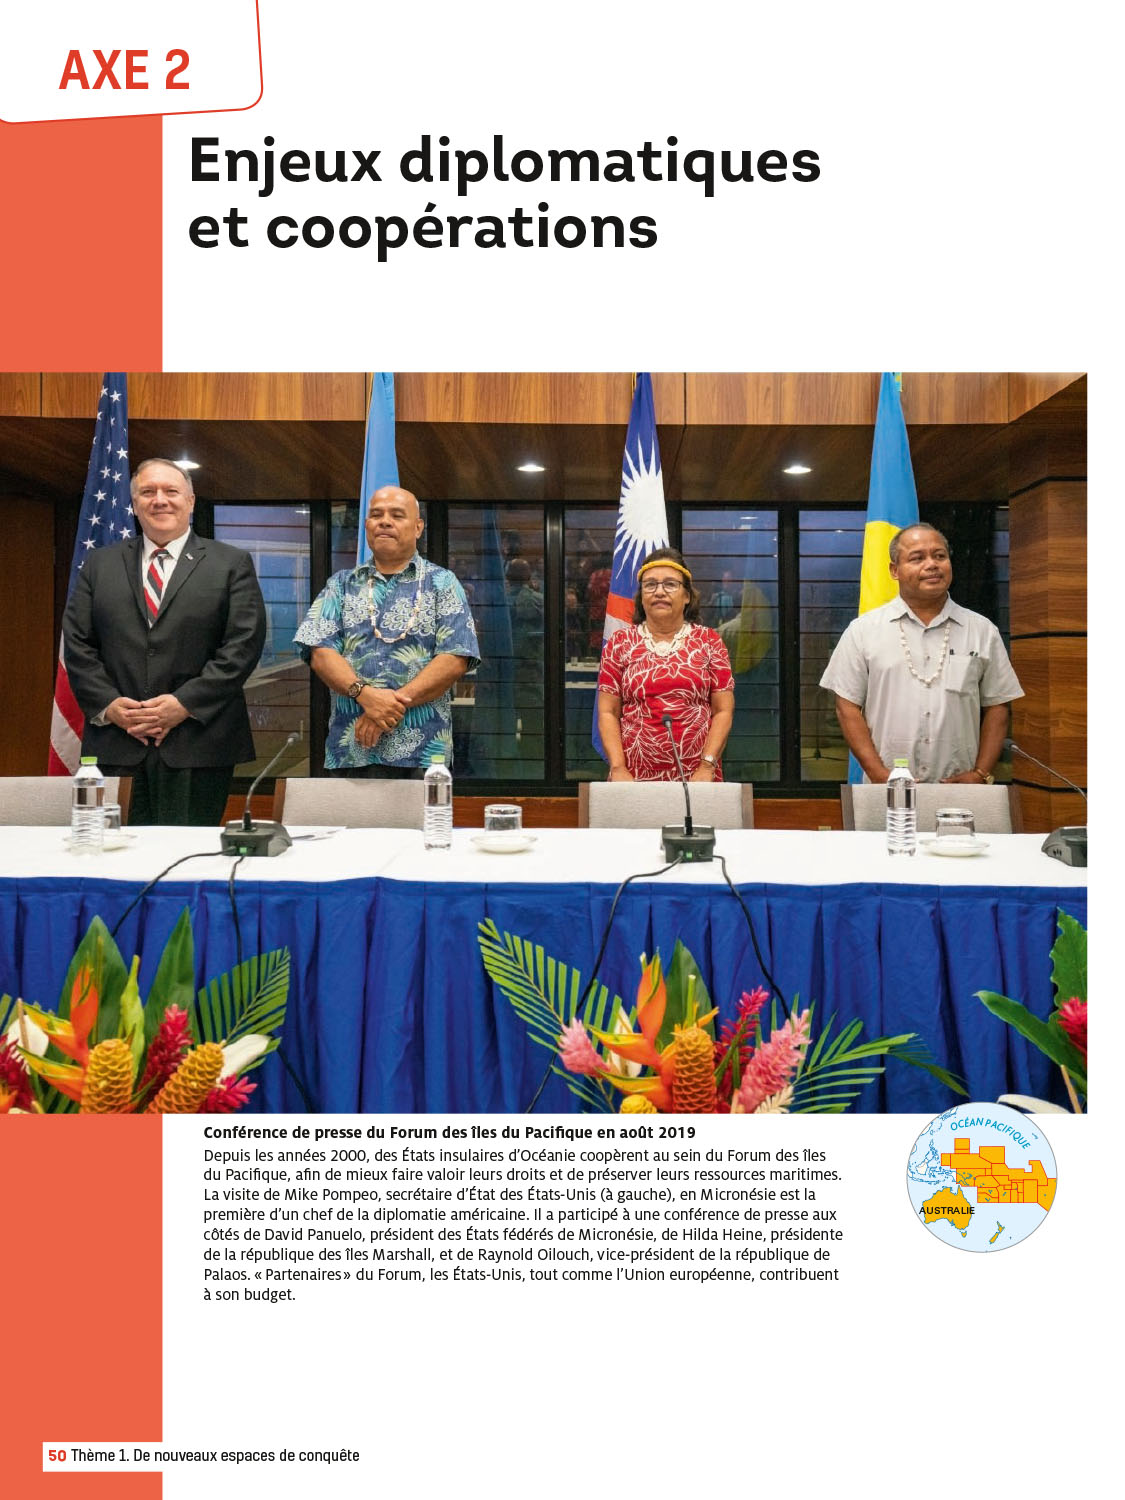 AXE 2
Enjeux diplomatiques
et coopérations
Conférence de presse du Forum des îles du Pacifique en août 2019
Depuis les années 2000, des États insulaires d’Océanie coopèrent au sein du Forum des îles
du Pacifique, afin de mieux faire valoir leurs droits et de préserver leurs ressources maritimes.
La visite de Mike Pompeo, secrétaire d’État des États-Unis (à gauche), en Micronésie est la
première d’un chef de la diplomatie américaine. Il a participé à une conférence de presse aux
côtés de David Panuelo, président des États fédérés de Micronésie, de Hilda Heine, présidente
de la république des îles Marshall, et de Raynold Oilouch, vice-président de la république de
Palaos. « Partenaires » du Forum, les États-Unis, tout comme l’Union européenne, contribuent
à son budget.
OCÉAN PACIFIQUE
AUSTRALIE
50 Thème 1. De nouveaux espaces de conquête